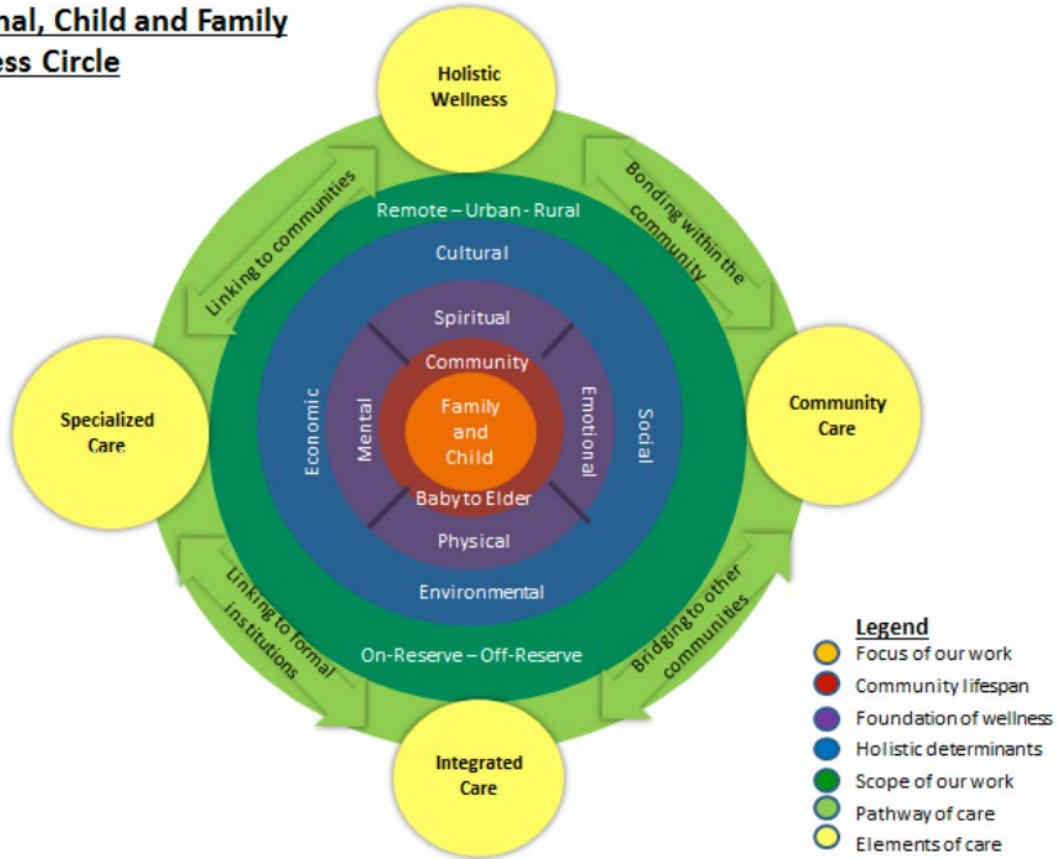 nal, Child and Family
ess Circle
Holistic
Wellness
Linking to communities
Bonding within the
community
Remote – Urban - Rural
Cultural
Spiritual
Community
Economic
Mental
Family
and
Child
Emotional
Social
Specialized
Care
Community
Care
Baby to Elder
Physical
Environmental
On-Reserve – Off-Reserve
Linking to formal
institutions
Bridging to other
communities
Integrated
Care
Legend
Focus of our work
Community lifespan
Foundation of wellness
Holistic determinants
Scope of our work
Pathway of care
Elements of care